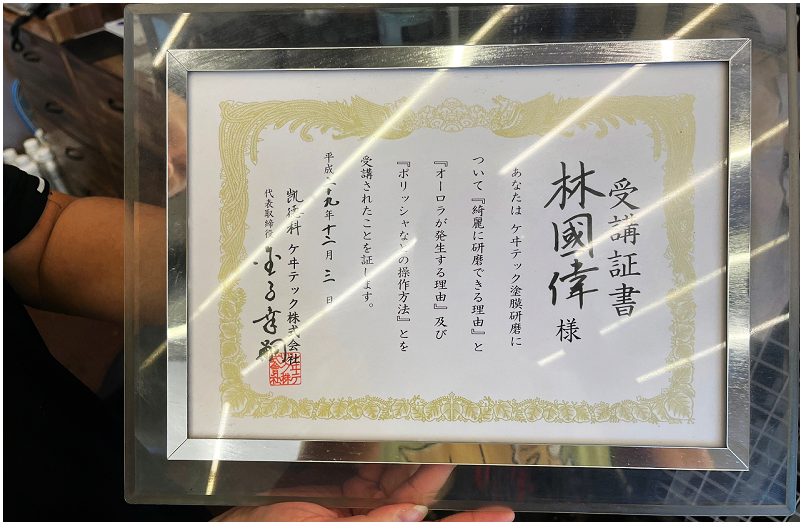 受講証書
林國偉 様
あなたは ケヰテック塗膜研磨に
ついて『綺麗に研磨できる理由』と
『オーロラが発生する理由』及び
『ポリッシャなどの操作方法』とを
受講されたことを証します。
平成二十九年十二月三日
凱徳科 ケヰテック株式会社
代表取締役